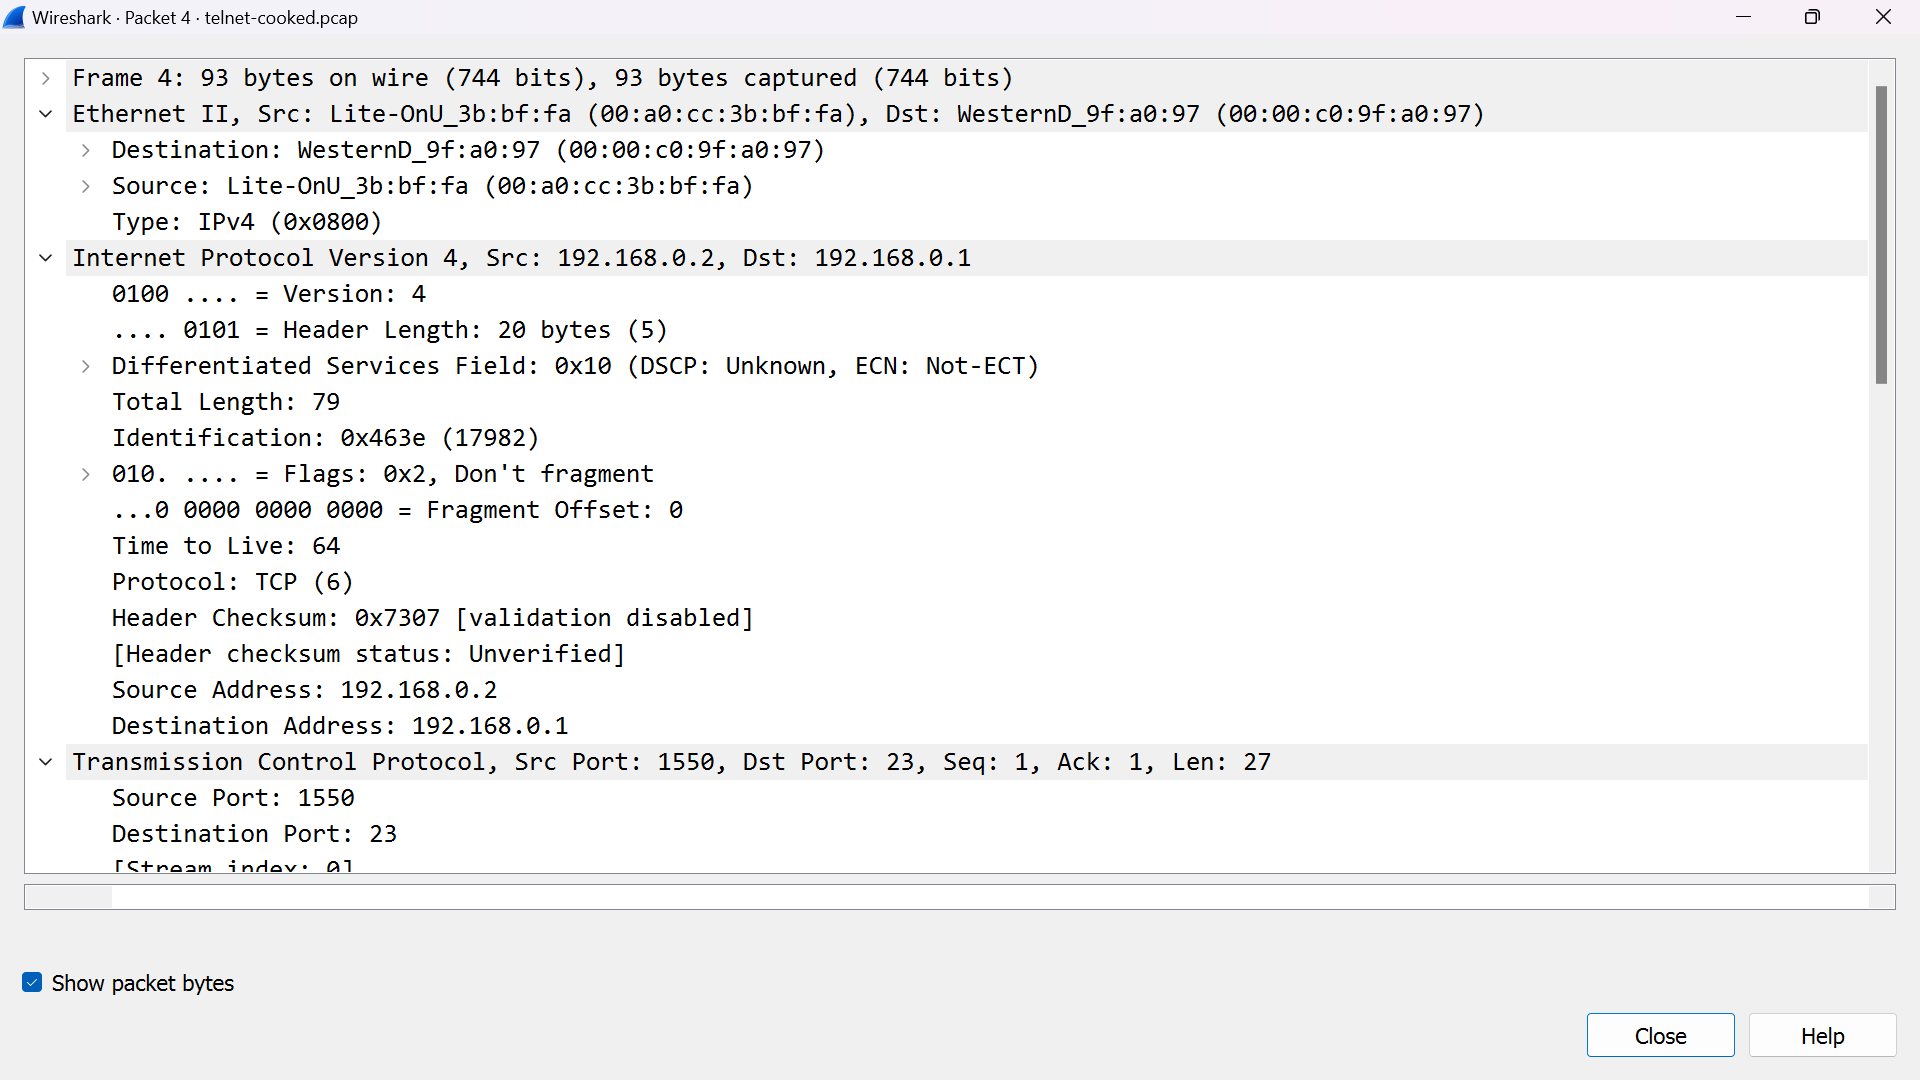 Wireshark · Packet 4 · telnet-cooked.pcap
Frame 4: 93 bytes on wire (744 bits), 93 bytes captured (744 bits)
Ethernet II, Src: Lite-OnU_3b:bf:fa (00:a0:cc:3b:bf:fa), Dst: WesternD_9f:a0:97 (00:00:c0:9f:a0:97)
Destination: WesternD_9f:a0:97 (00:00:c0:9f:a0:97)
Source: Lite-OnU_3b:bf:fa (00:a0:cc:3b:bf:fa)
Type: IPv4 (0x0800)
Internet Protocol Version 4, Src: 192.168.0.2, Dst: 192.168.0.1
0100 .... = Version: 4
.... 0101 = Header Length: 20 bytes (5)
Differentiated Services Field: 0x10 (DSCP: Unknown, ECN: Not-ECT)
Total Length: 79
Identification: 0x463e (17982)
010. .... = Flags: 0x2, Don't fragment
...0 0000 0000 0000 = Fragment Offset: 0
Time to Live: 64
Protocol: TCP (6)
Header Checksum: 0x7307 [validation disabled]
[Header checksum status: Unverified]
Source Address: 192.168.0.2
Destination Address: 192.168.0.1
Transmission Control Protocol, Src Port: 1550, Dst Port: 23, Seq: 1, Ack: 1, Len: 27
Source Port: 1550
Destination Port: 23
[Stream index: 0]
Show packet bytes
Close
Help